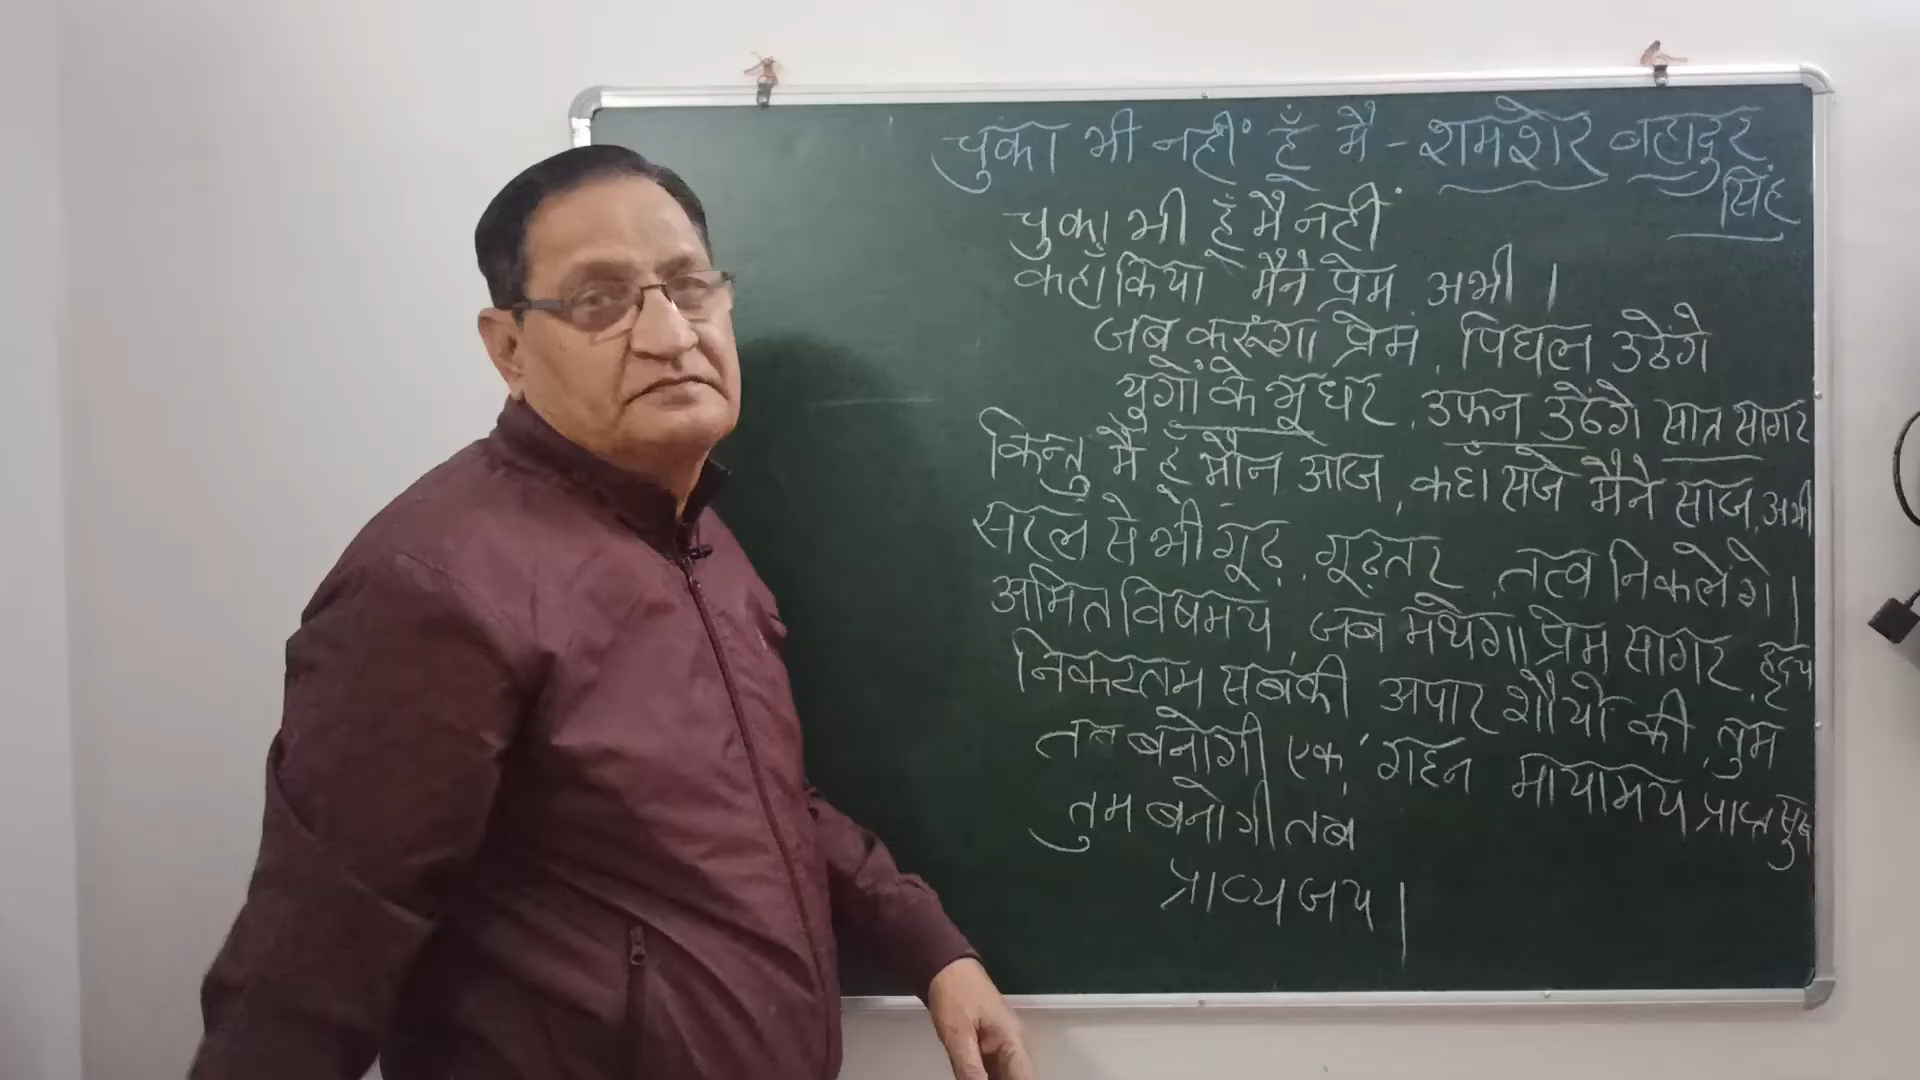 चुका भी नहीं हूँ मै - शमशेर बहादुर
सिंह
चुका भी हूँ मै नहीं
कहाँ किया मैने प्रेम अभी ।
जब करूंगा प्रेम, पिघल उठेंगे
युगों के भूधर, उफन उठेंगे सात सागर
किन्तु मै हूँ मौन आज, कहाँ सजे मैने साज, अभी
सरल से भी गूढ़, गूढ़तर, तत्व निकलेंगे।
अमित विषमय, जब मथेगा प्रेम सागर, हृदय
निकटतम सबकी अपार शौर्यो की, तुम
तब बनोगी एक गहन मायामय प्राप्त सुख
तुम बनोगी तब
प्राप्य जय।